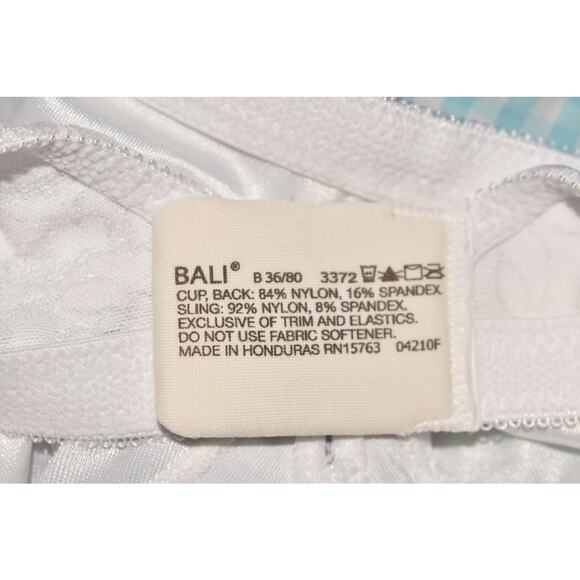 BALI® B 36/80 3372
CUP, BACK: 84% NYLON, 16% SPANDEX
SLING: 92% NYLON, 8% SPANDEX.
EXCLUSIVE OF TRIM AND ELASTICS.
DO NOT USE FABRIC SOFTENER.
MADE IN HONDURAS RN15763 04210F